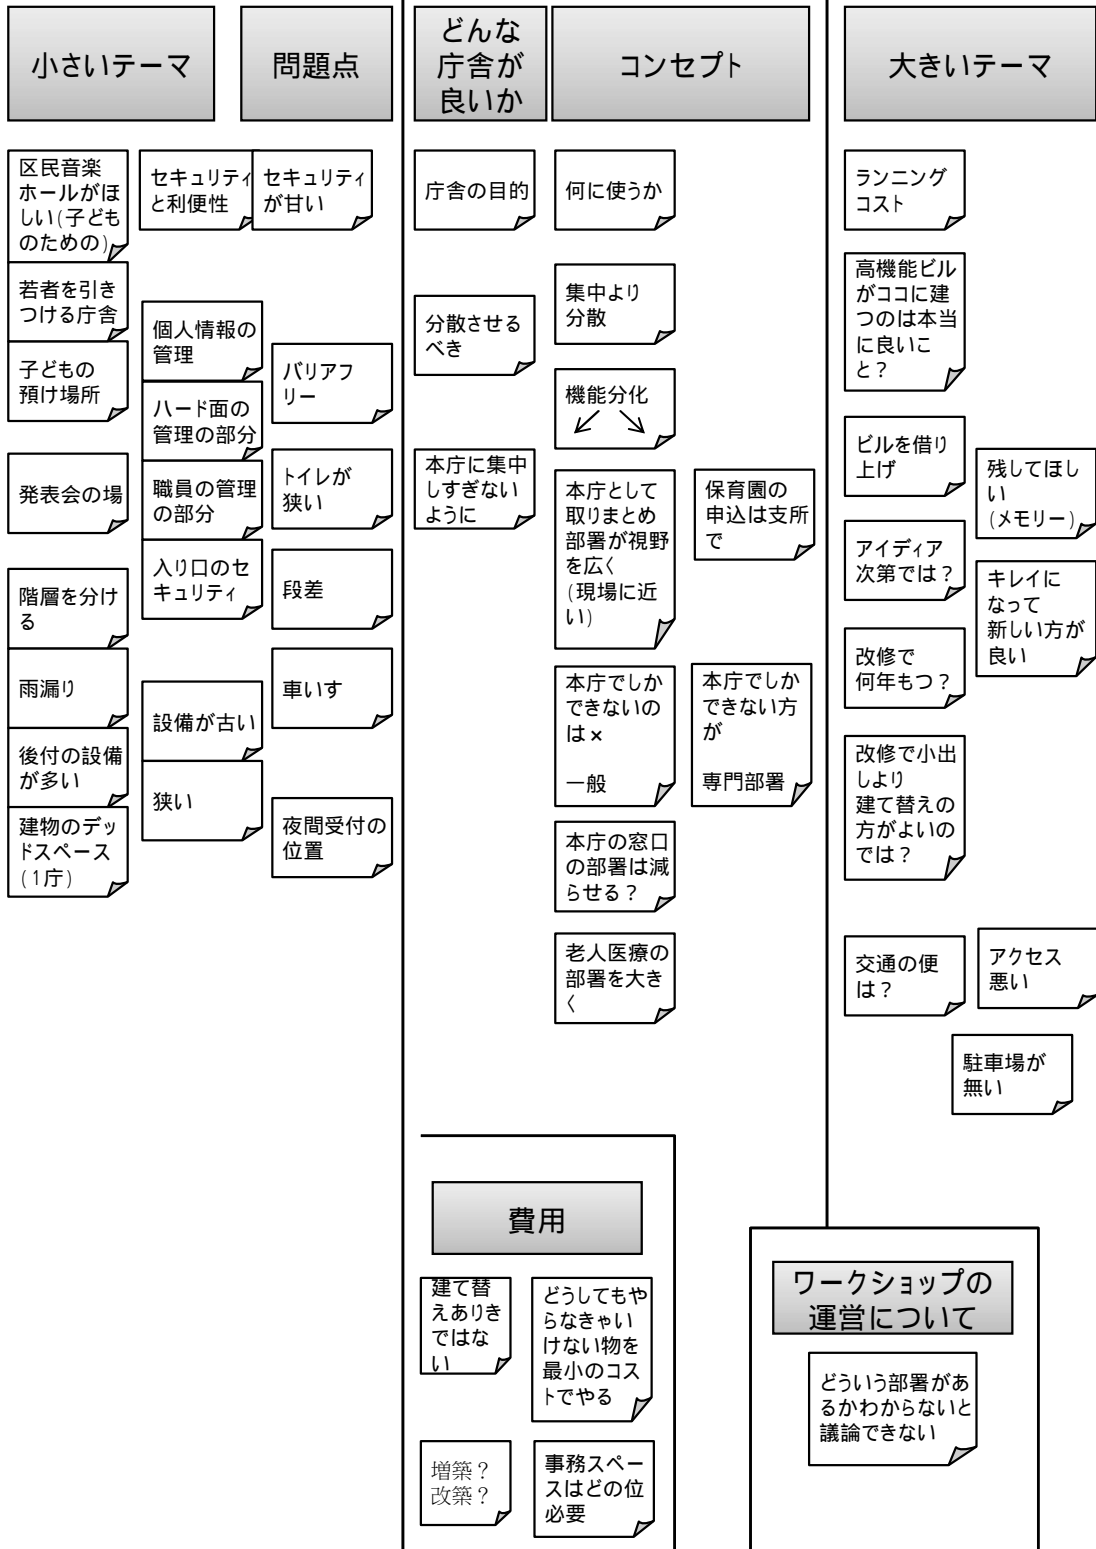 小さいテーマ
問題点
どんな
庁舎が
良いか
コンセプト
大きいテーマ
区民音楽
ホールがほ
しい(子ども
のための)
セキュリティ
と利便性
セキュリティ
が甘い
若者を引き
つける庁舎
個人情報の
管理
子どもの
預け場所
バリアフ
リー
ハード面の
管理の部分
発表会の場
職員の管理
の部分
トイレが
狭い
階層を分け
る
入り口のセ
キュリティ
段差
雨漏り
設備が古い
車いす
後付の設備
が多い
狭い
建物のデッ
ドスペース
(1庁)
夜間受付の
位置
庁舎の目的
何に使うか
分散させる
べき
集中より
分散
機能分化
本庁に集中
しすぎない
ように
本庁として
取りまとめ
部署が視野
を広く
(現場に近
い)
保育園の
申込は支所
で
本庁でしか
できないの
は×
一般
本庁でしか
できない方
が
専門部署
本庁の窓口
の部署は減
らせる？
老人医療の
部署を大き
く
ランニング
コスト
高機能ビル
がココに建
つのは本当
に良いこ
と？
ビルを借り
上げ
残してほし
い
(メモリー)
アイディア
次第では？
キレイに
なって
新しい方が
良い
改修で
何年もつ？
改修で小出
しより
建て替えの
方がよいの
では？
交通の便
は？
アクセス
悪い
駐車場が
無い
費用
建て替
えありき
ではな
い
どうしてもや
らなきゃい
けない物を
最小のコス
トでやる
増築？
改築？
事務スペー
スはどの位
必要
ワークショップの
運営について
どういう部署があ
るかわからないと
議論できない